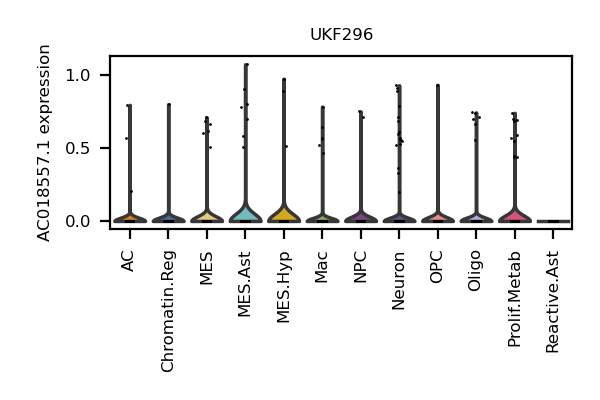 UKF296
AC018557.1 expression
1.0
0.5
0.0
AC
Chromatin.Reg
MES
MES.Ast
MES.Hyp
Mac
NPC
Neuron
OPC
Oligo
Prolif.Metab
Reactive.Ast